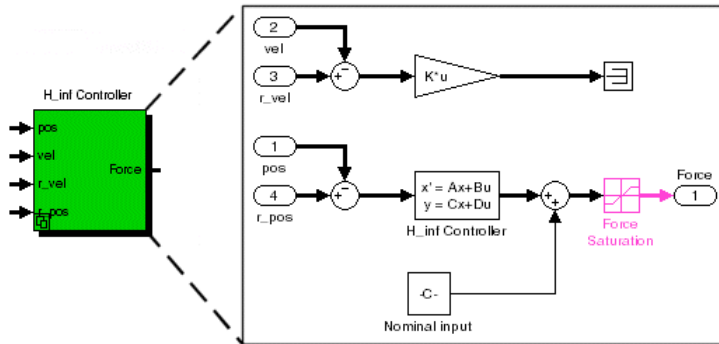 H_inf Controller
pos
vel
r_vel
r_pos
Force
2
vel
3
r_vel
+
−
K*u
1
pos
4
r_pos
+
−
x' = Ax+Bu
y = Cx+Du
H_inf Controller
+
+
Force
Saturation
Force
1
-C-
Nominal input